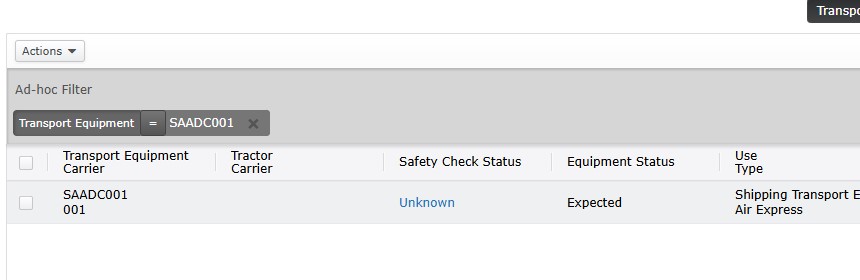 Transpo
Actions
Ad-hoc Filter
Transport Equipment = SAADC001
Transport Equipment Carrier
Tractor Carrier
Safety Check Status
Equipment Status
Use Type
SAADC001
001
Unknown
Expected
Shipping Transport E
Air Express